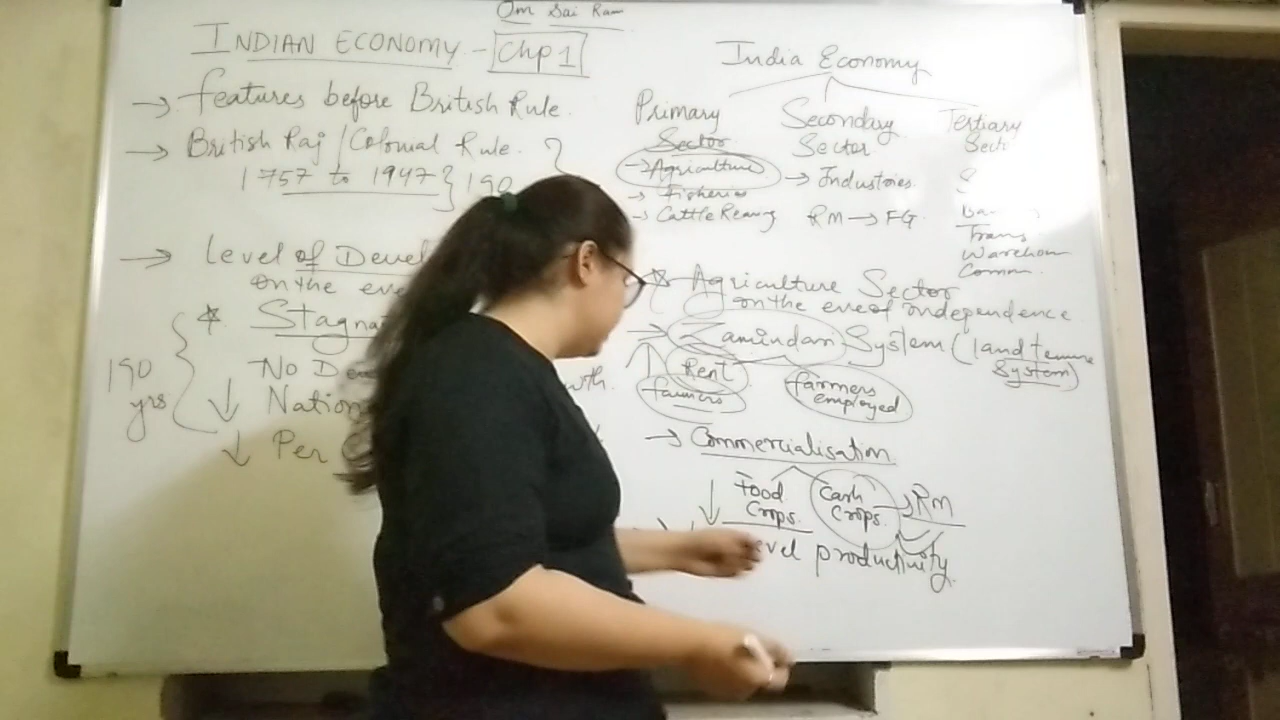 Om Sai Ram
INDIAN ECONOMY - Chp 1
→ features before British Rule.
→ British Raj / Colonial Rule.
1757 to 1947 } 190
→ Level of Devel
on the eve
190 yrs
* Stagnat
No De
↓ Nation
↓ Per C
India Economy
Primary Sector
→ Agriculture
→ Fisheries
→ Cattle Rearing
Secondary Sector
→ Industries.
RM → FG.
Tertiary
Trans
Comm.
* Agriculture Sector
on the eve of independence
→ Zamindari System (land tenure System)
Rent
farmers
farmers employed
→ Commercialisation
↓ Food Crops.
Cash Crops. → RM
evel productivity.